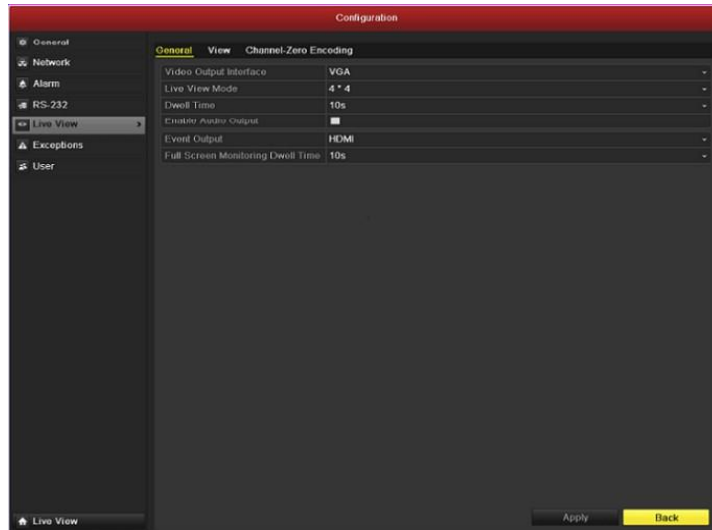 Configuration
General
Network
Alarm
RS-232
Live View
Exceptions
User
General View Channel-Zero Encoding
Video Output Interface VGA
Live View Mode 4 * 4
Dwell Time 10s
Enable Audio Output
Event Output HDMI
Full Screen Monitoring Dwell Time 10s
Live View
Apply Back